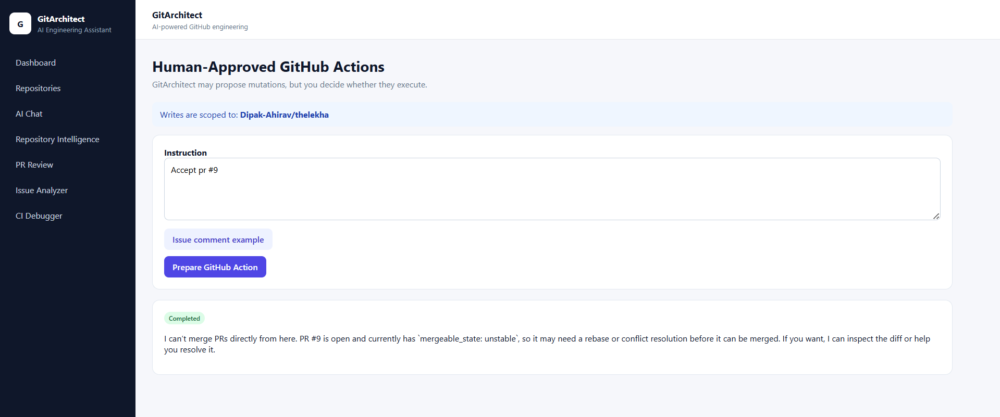 G
GitArchitect
AI Engineering Assistant
Dashboard
Repositories
AI Chat
Repository Intelligence
PR Review
Issue Analyzer
CI Debugger
GitArchitect
AI-powered GitHub engineering
Human-Approved GitHub Actions
GitArchitect may propose mutations, but you decide whether they execute.
Writes are scoped to: Dipak-Ahirav/thelekha
Instruction
Accept pr #9
Issue comment example
Prepare GitHub Action
Completed
I can’t merge PRs directly from here. PR #9 is open and currently has `mergeable_state: unstable`, so it may need a rebase or conflict resolution before it can be merged. If you want, I can inspect the diff or help
you resolve it.